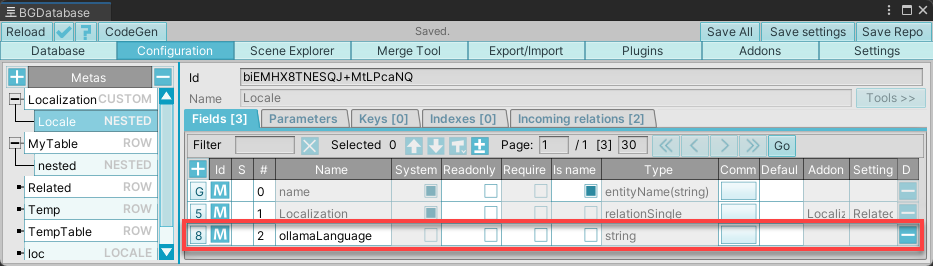 BGDatabase
Reload CodeGen Saved. Save All Save settings Save Repo
Database Configuration Scene Explorer Merge Tool Export/Import Plugins Addons Settings
Metas
Localization CUSTOM
Locale NESTED
MyTable ROW
nested NESTED
Related ROW
Temp ROW
TempTable ROW
loc LOCALE
Id biEMHX8TNESQJ+MtLPcaNQ
Name Locale Tools >>
Fields [3] Parameters Keys [0] Indexes [0] Incoming relations [2]
Filter Selected 0 Page: 1 / 1 [3] 30 << < > >> Go
+ Id S # Name System Readonly Require Is name Type Comm Defaul Addon Setting D
G M 0 name entityName(string)
5 M 1 Localization relationSingle Localiz Related
8 M 2 ollamaLanguage string